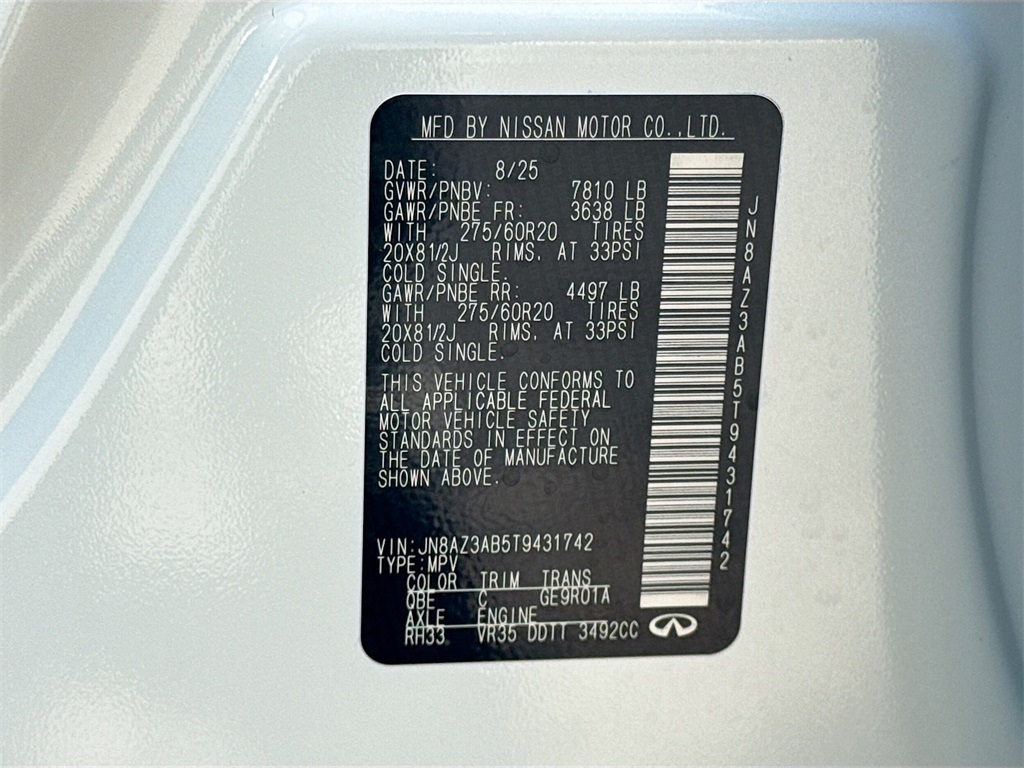 MFD BY NISSAN MOTOR CO.,LTD.
DATE: 8/25
GVWR/PNBV: 7810 LB
GAWR/PNBE FR: 3638 LB
WITH 275/60R20 TIRES
20X81/2J RIMS, AT 33PSI
COLD SINGLE.
GAWR/PNBE RR: 4497 LB
WITH 275/60R20 TIRES
20X81/2J RIMS, AT 33PSI
COLD SINGLE.
THIS VEHICLE CONFORMS TO
ALL APPLICABLE FEDERAL
MOTOR VEHICLE SAFETY
STANDARDS IN EFFECT ON
THE DATE OF MANUFACTURE
SHOWN ABOVE.
VIN:JN8AZ3AB5T9431742
TYPE:MPV
COLOR TRIM TRANS
QBE C GE9R01A
AXLE ENGINE
RH33 VR35 DDTT 3492CC
JN8AZ3AB5T9431742